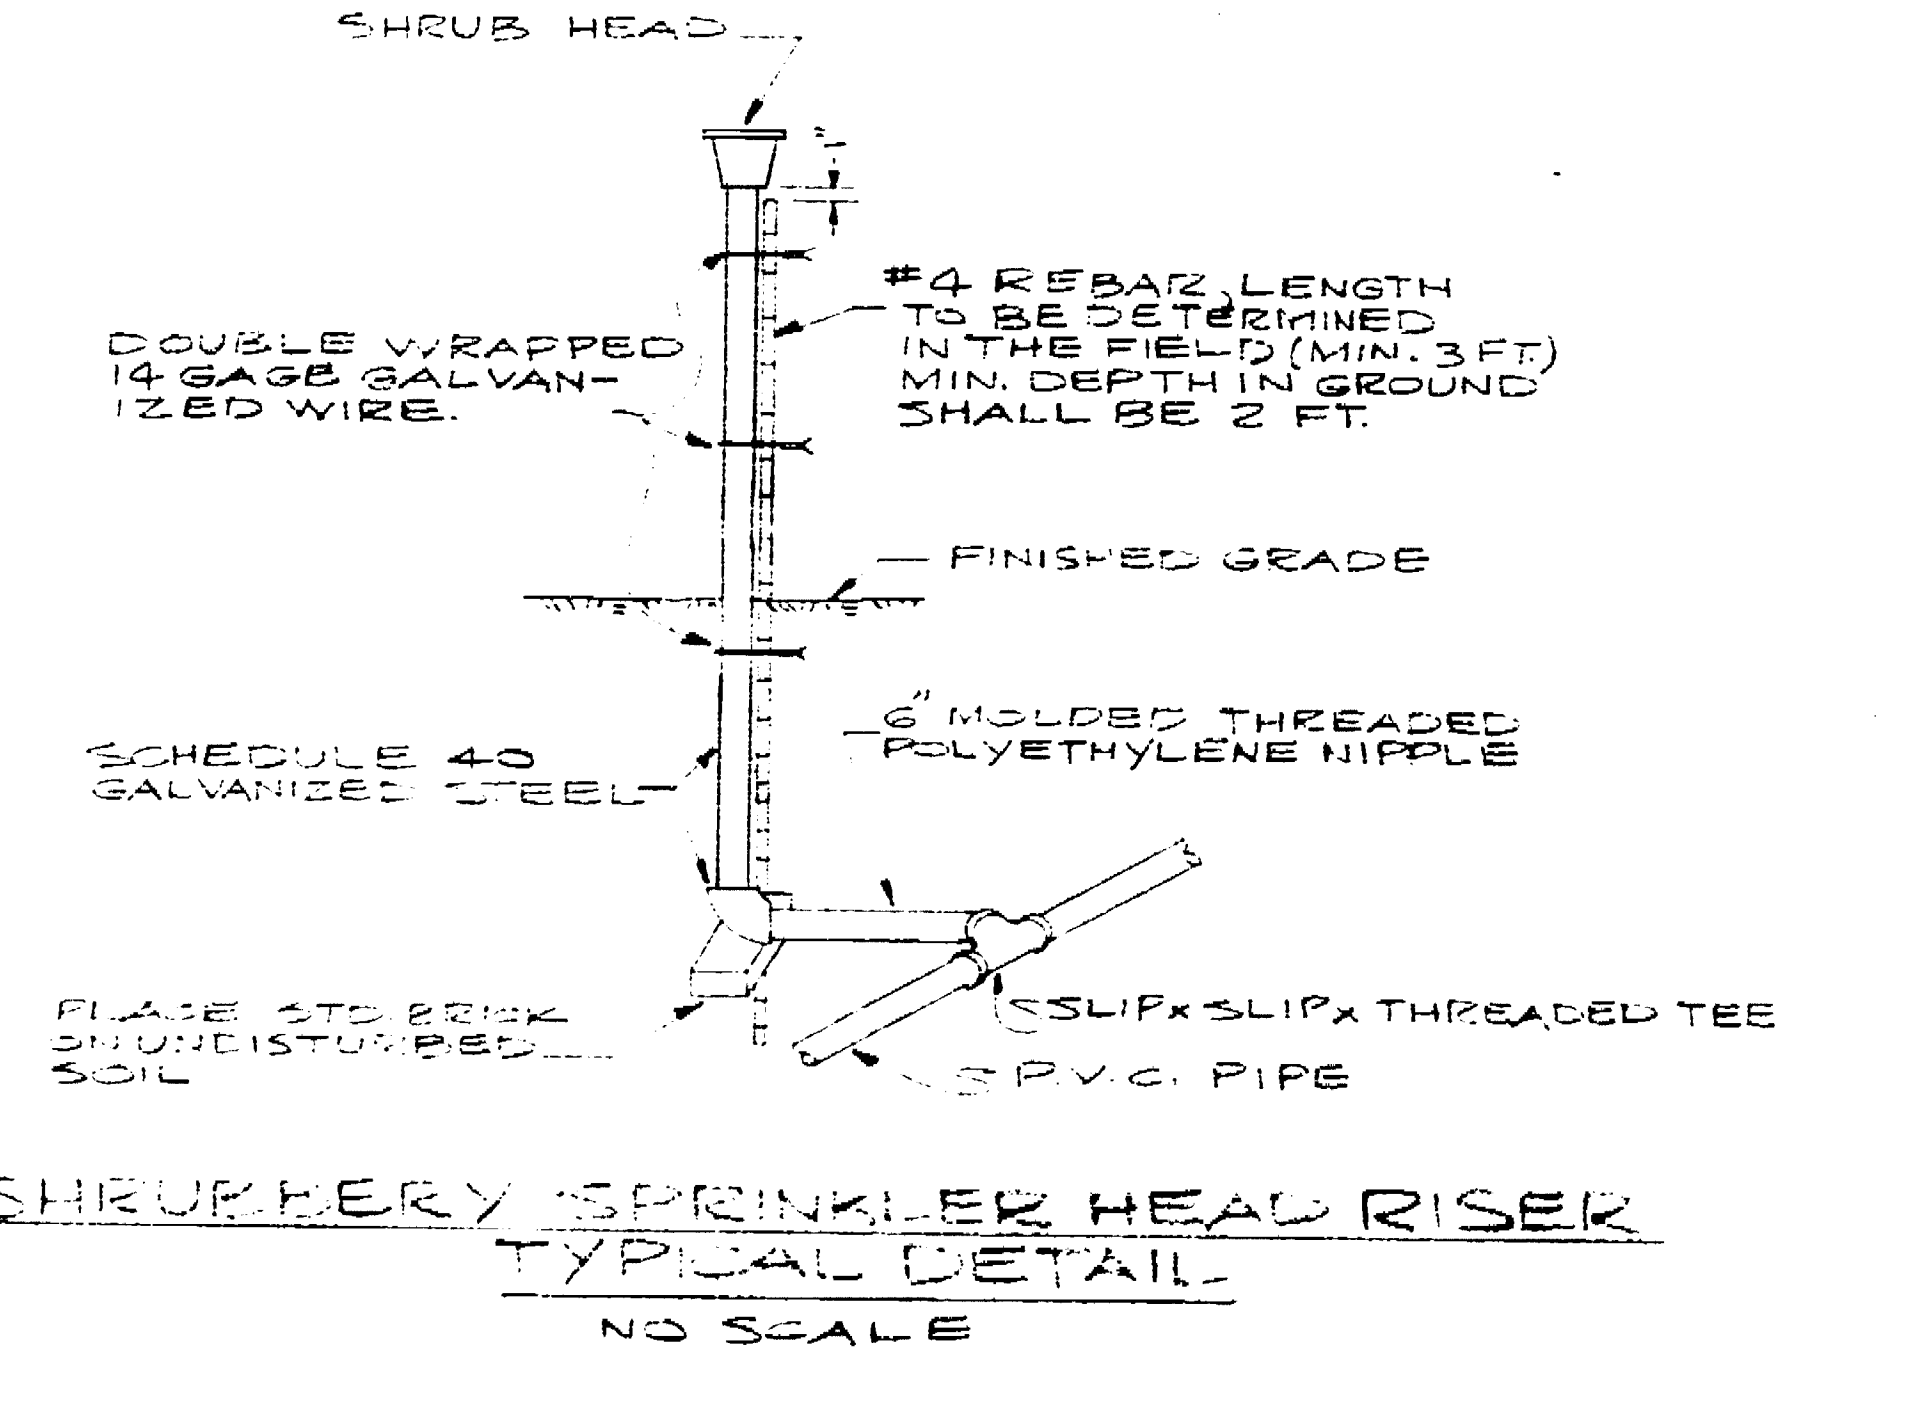 SHRUB HEAD
1"
#4 REBAR, LENGTH
TO BE DETERMINED
IN THE FIELD (MIN. 3 FT.)
MIN. DEPTH IN GROUND
SHALL BE 2 FT.
DOUBLE WRAPPED
14 GAGE GALVAN-
IZED WIRE.
FINISHED GRADE
6" MOLDED THREADED
POLYETHYLENE NIPPLE
SCHEDULE 40
GALVANIZED STEEL
PLACE STD. BRICK
ON UNDISTURBED
SOIL
SLIP x SLIP x THREADED TEE
P.V.C. PIPE
SHRUBBERY SPRINKLER HEAD RISER
TYPICAL DETAIL
NO SCALE